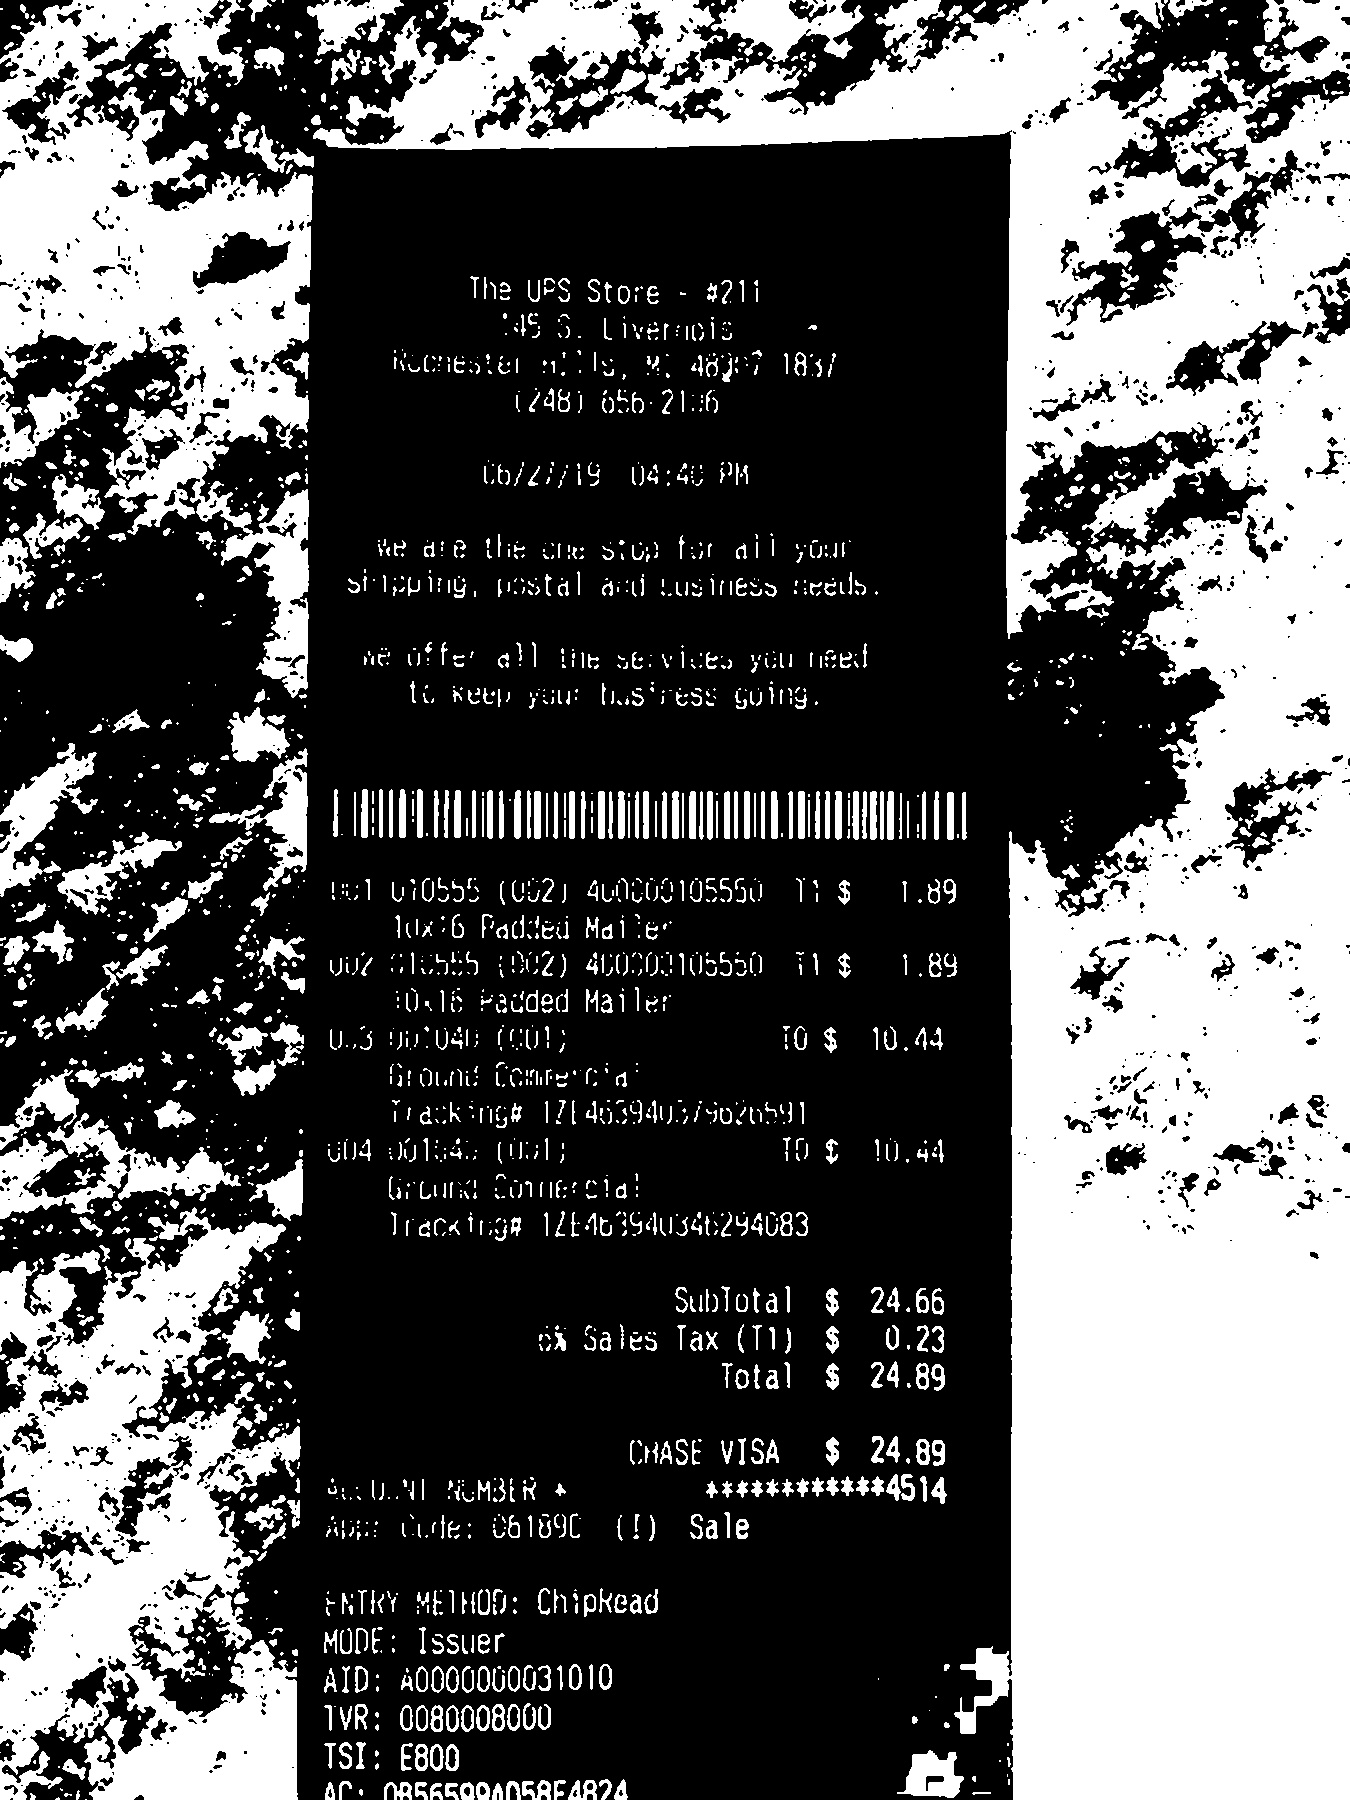 The UPS Store - #211
145 S. Livernois
Rochester Hills, MI 48307 1837
(248) 656-2106
06/27/19 04:40 PM
We are the one stop for all your
shipping, postal and business needs.
We offer all the services you need
to keep your business going.
001 010555 (002) 400000105550 T1 $ 1.89
10x16 Padded Mailer
002 010555 (002) 400000105550 T1 $ 1.89
10x16 Padded Mailer
003 001040 (001) T0 $ 10.44
Ground Commercial
Tracking# 1ZE463940379626591
004 001040 (001) T0 $ 10.44
Ground Commercial
Tracking# 1ZE463940346294083
SubTotal $ 24.66
6% Sales Tax (T1) $ 0.23
Total $ 24.89
CHASE VISA $ 24.89
ACCOUNT NUMBER * ************4514
Appr Code: 06189C (I) Sale
ENTRY METHOD: ChipRead
MODE: Issuer
AID: A0000000031010
TVR: 0080008000
TSI: E800
AC: 0856599A058E4824